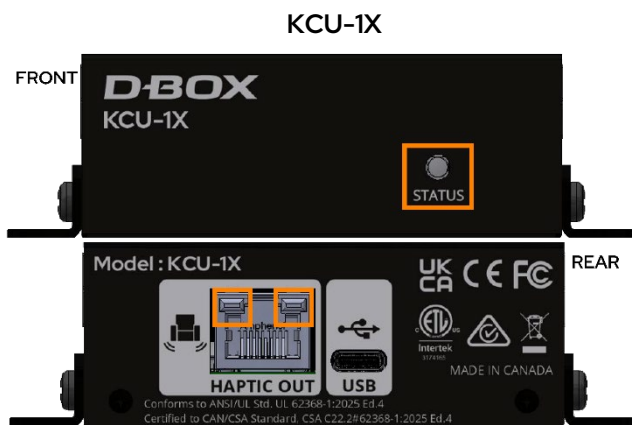 KCU-1X
FRONT
D-BOX
KCU-1X
STATUS
Model : KCU-1X
REAR
UK
CA
CE
FC
HAPTIC OUT
USB
c
ETL
us
Intertek
MADE IN CANADA
Conforms to ANSI/UL Std. UL 62368-1:2025 Ed.4
Certified to CAN/CSA Standard. CSA C22.2#62368-1:2025 Ed.4